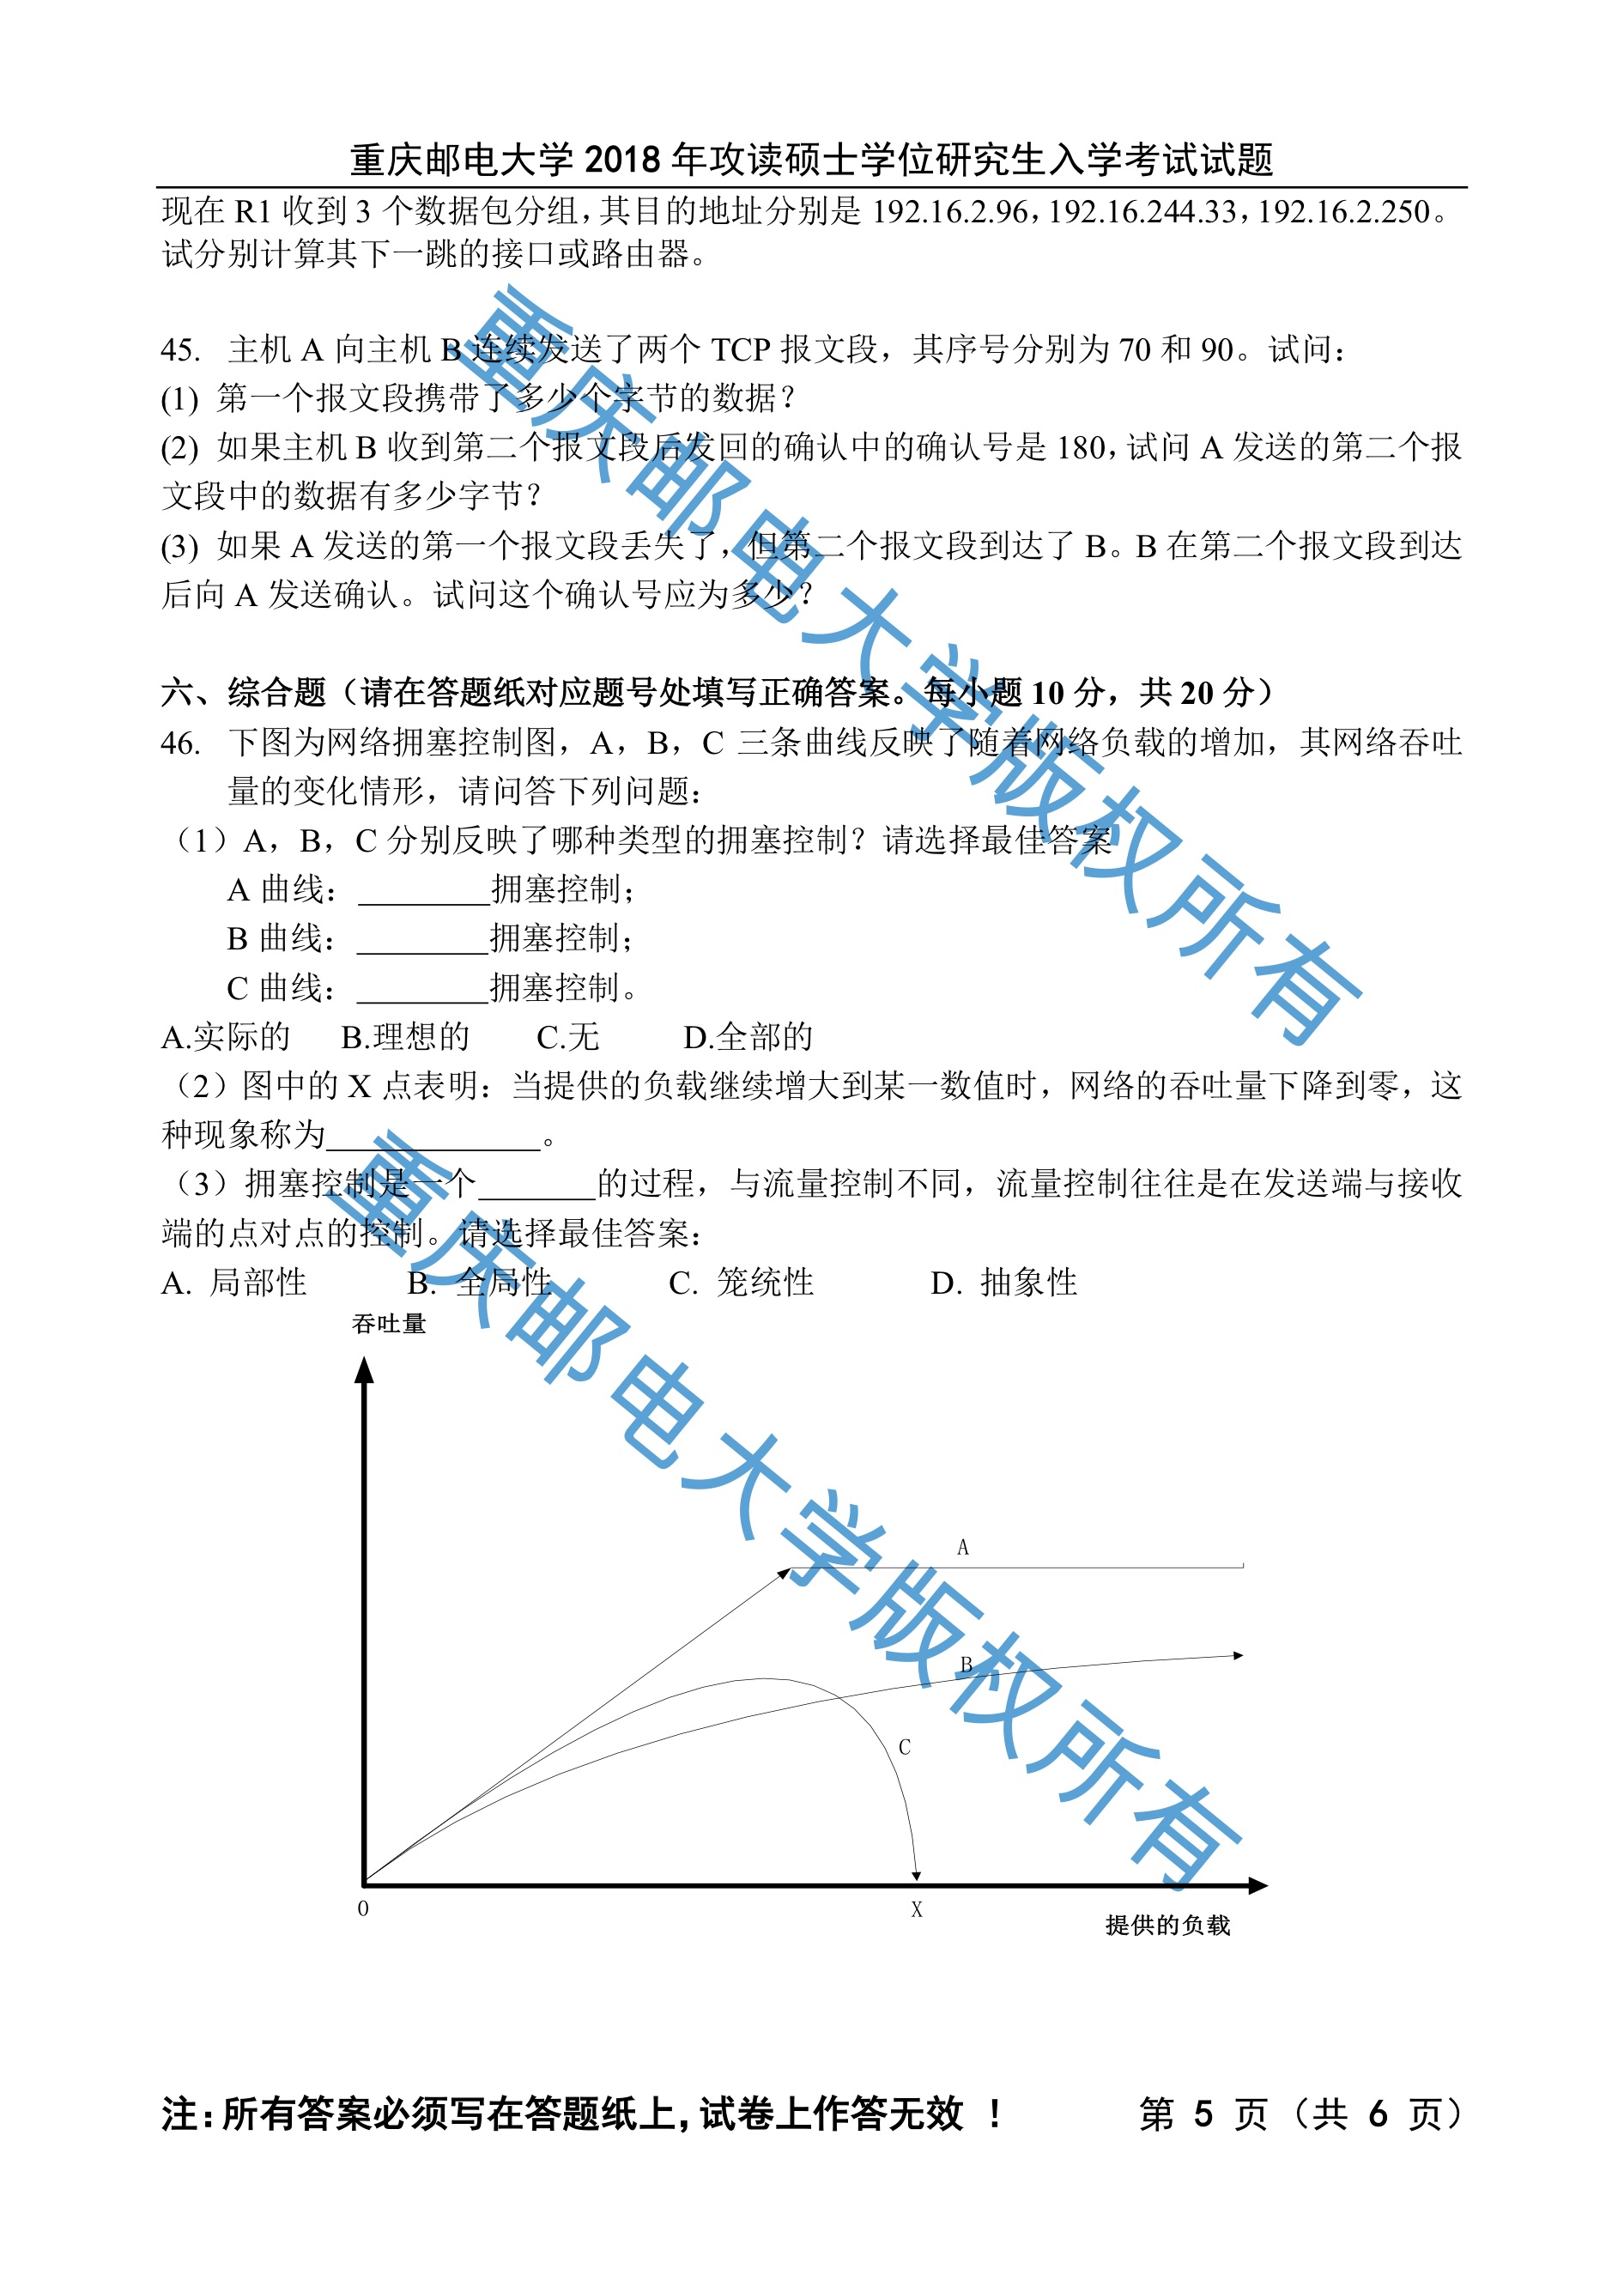 重庆邮电大学 2018 年攻读硕士学位研究生入学考试试题
现在 R1 收到 3 个数据包分组，其目的地址分别是 192.16.2.96，192.16.244.33，192.16.2.250。
试分别计算其下一跳的接口或路由器。
45. 主机 A 向主机 B 连续发送了两个 TCP 报文段，其序号分别为 70 和 90。试问：
(1) 第一个报文段携带了多少个字节的数据？
(2) 如果主机 B 收到第二个报文段后发回的确认中的确认号是 180，试问 A 发送的第二个报
文段中的数据有多少字节？
(3) 如果 A 发送的第一个报文段丢失了，但第二个报文段到达了 B。B 在第二个报文段到达
后向 A 发送确认。试问这个确认号应为多少？
六、综合题（请在答题纸对应题号处填写正确答案。每小题 10 分，共 20 分）
46. 下图为网络拥塞控制图，A，B，C 三条曲线反映了随着网络负载的增加，其网络吞吐
量的变化情形，请问答下列问题：
（1）A，B，C 分别反映了哪种类型的拥塞控制？请选择最佳答案
A 曲线：________拥塞控制；
B 曲线：________拥塞控制；
C 曲线：________拥塞控制。
A.实际的 B.理想的 C.无 D.全部的
（2）图中的 X 点表明：当提供的负载继续增大到某一数值时，网络的吞吐量下降到零，这
种现象称为_____________。
（3）拥塞控制是一个_______的过程，与流量控制不同，流量控制往往是在发送端与接收
端的点对点的控制。请选择最佳答案：
A. 局部性 B. 全局性 C. 笼统性 D. 抽象性
吞吐量
A
B
C
O X
提供的负载
注：所有答案必须写在答题纸上，试卷上作答无效 ！ 第 5 页（共 6 页）
重庆邮电大学版权所有
重庆邮电大学版权所有